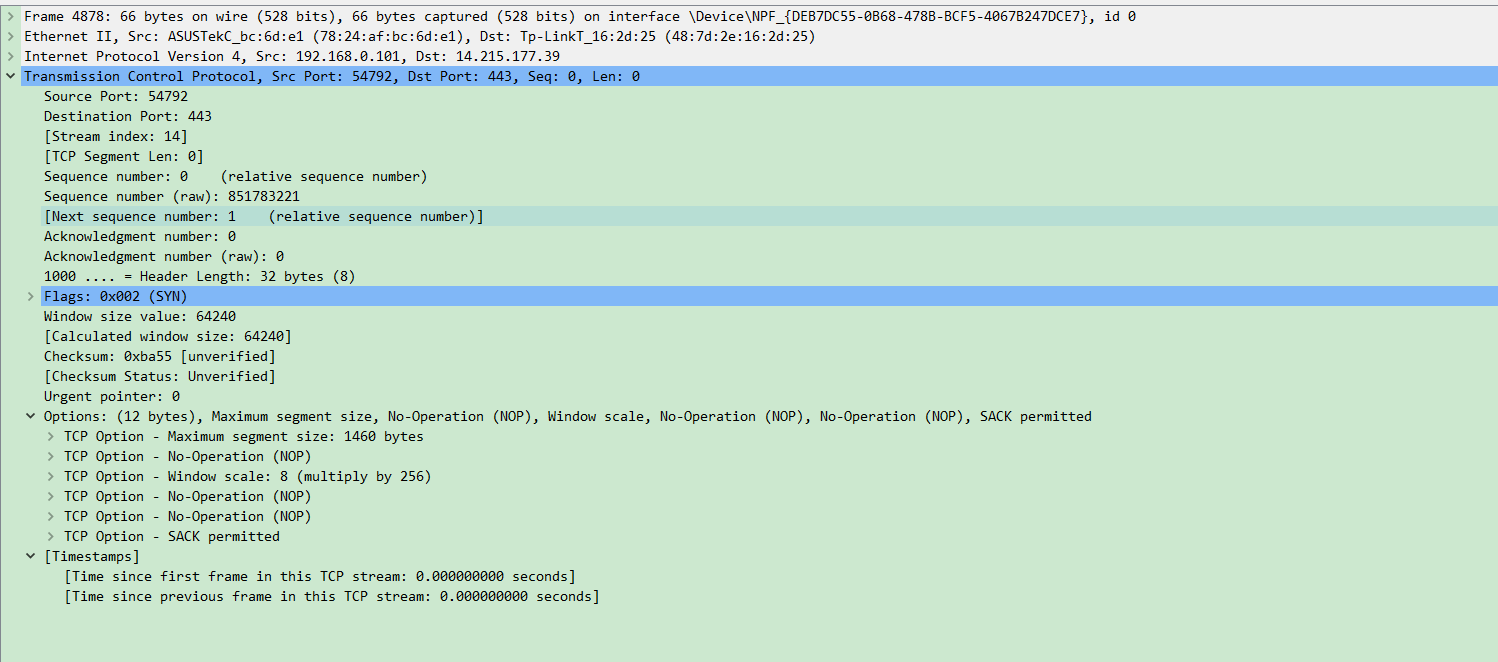 Frame 4878: 66 bytes on wire (528 bits), 66 bytes captured (528 bits) on interface \Device\NPF_{DEB7DC55-0B68-478B-BCF5-4067B247DCE7}, id 0
Ethernet II, Src: ASUSTekC_bc:6d:e1 (78:24:af:bc:6d:e1), Dst: Tp-LinkT_16:2d:25 (48:7d:2e:16:2d:25)
Internet Protocol Version 4, Src: 192.168.0.101, Dst: 14.215.177.39
Transmission Control Protocol, Src Port: 54792, Dst Port: 443, Seq: 0, Len: 0
Source Port: 54792
Destination Port: 443
[Stream index: 14]
[TCP Segment Len: 0]
Sequence number: 0    (relative sequence number)
Sequence number (raw): 851783221
[Next sequence number: 1    (relative sequence number)]
Acknowledgment number: 0
Acknowledgment number (raw): 0
1000 .... = Header Length: 32 bytes (8)
Flags: 0x002 (SYN)
Window size value: 64240
[Calculated window size: 64240]
Checksum: 0xba55 [unverified]
[Checksum Status: Unverified]
Urgent pointer: 0
Options: (12 bytes), Maximum segment size, No-Operation (NOP), Window scale, No-Operation (NOP), No-Operation (NOP), SACK permitted
TCP Option - Maximum segment size: 1460 bytes
TCP Option - No-Operation (NOP)
TCP Option - Window scale: 8 (multiply by 256)
TCP Option - No-Operation (NOP)
TCP Option - No-Operation (NOP)
TCP Option - SACK permitted
[Timestamps]
[Time since first frame in this TCP stream: 0.000000000 seconds]
[Time since previous frame in this TCP stream: 0.000000000 seconds]